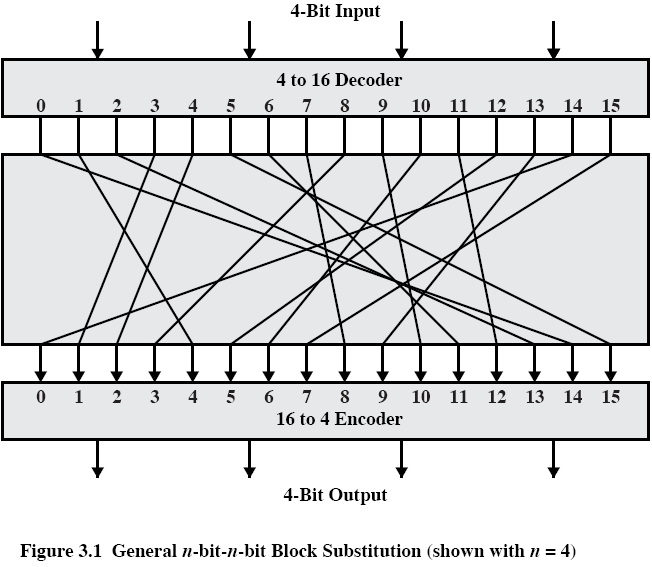 4-Bit Input
4 to 16 Decoder
0 1 2 3 4 5 6 7 8 9 10 11 12 13 14 15
0 1 2 3 4 5 6 7 8 9 10 11 12 13 14 15
16 to 4 Encoder
4-Bit Output
Figure 3.1 General n-bit-n-bit Block Substitution (shown with n = 4)